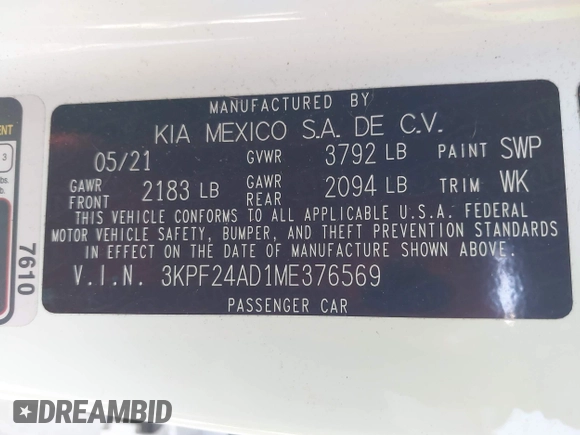 MANUFACTURED BY
KIA MEXICO S.A. DE C.V.
05/21 GVWR 3792 LB PAINT SWP
GAWR FRONT 2183 LB GAWR REAR 2094 LB TRIM WK
THIS VEHICLE CONFORMS TO ALL APPLICABLE U.S.A. FEDERAL
MOTOR VEHICLE SAFETY, BUMPER, AND THEFT PREVENTION STANDARDS
IN EFFECT ON THE DATE OF MANUFACTURE SHOWN ABOVE.
V.I.N. 3KPF24AD1ME376569
PASSENGER CAR
7610
3
DREAMBID